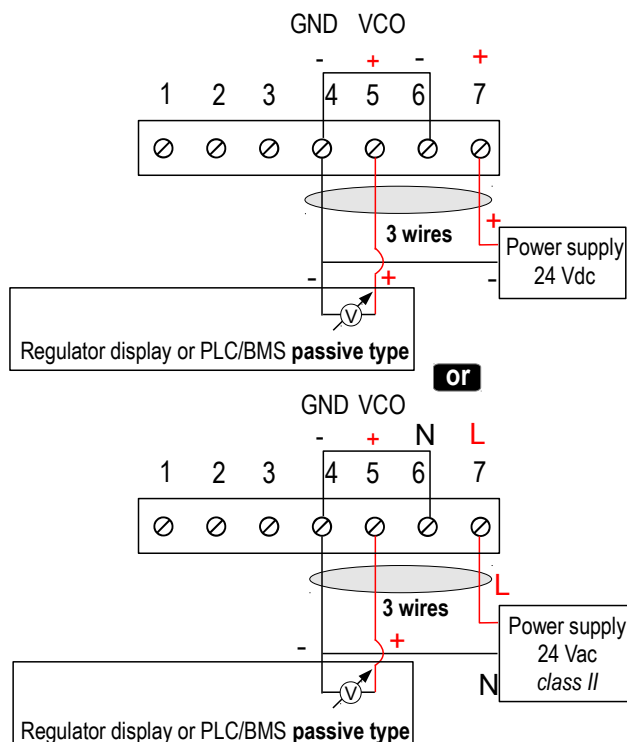 GND VCO
- + - +
1 2 3 4 5 6 7
3 wires
+
Power supply
24 Vdc
-
- +
V
Regulator display or PLC/BMS passive type
or
GND VCO
- + N L
1 2 3 4 5 6 7
L
3 wires
Power supply
24 Vac
class II
- +
N
V
Regulator display or PLC/BMS passive type